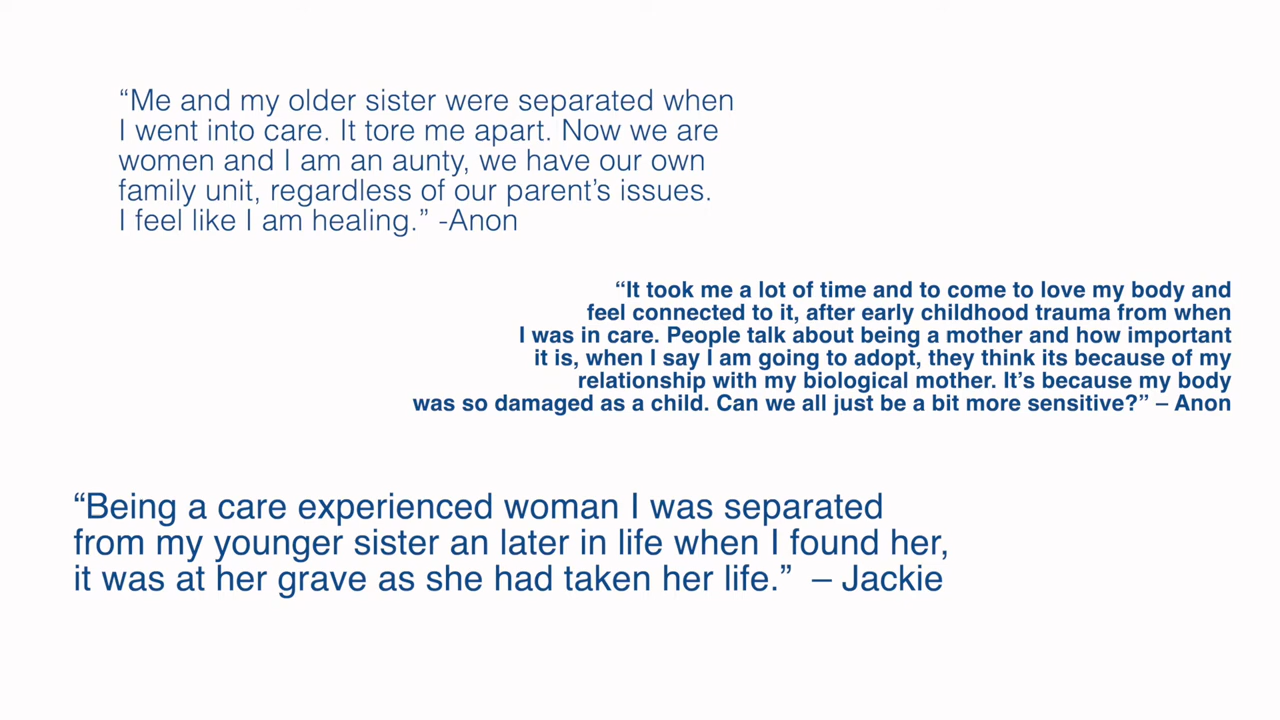 “Me and my older sister were separated when
I went into care. It tore me apart. Now we are
women and I am an aunty, we have our own
family unit, regardless of our parent’s issues.
I feel like I am healing.” -Anon
“It took me a lot of time and to come to love my body and
feel connected to it, after early childhood trauma from when
I was in care. People talk about being a mother and how important
it is, when I say I am going to adopt, they think its because of my
relationship with my biological mother. It’s because my body
was so damaged as a child. Can we all just be a bit more sensitive?” – Anon
“Being a care experienced woman I was separated
from my younger sister an later in life when I found her,
it was at her grave as she had taken her life.”  – Jackie